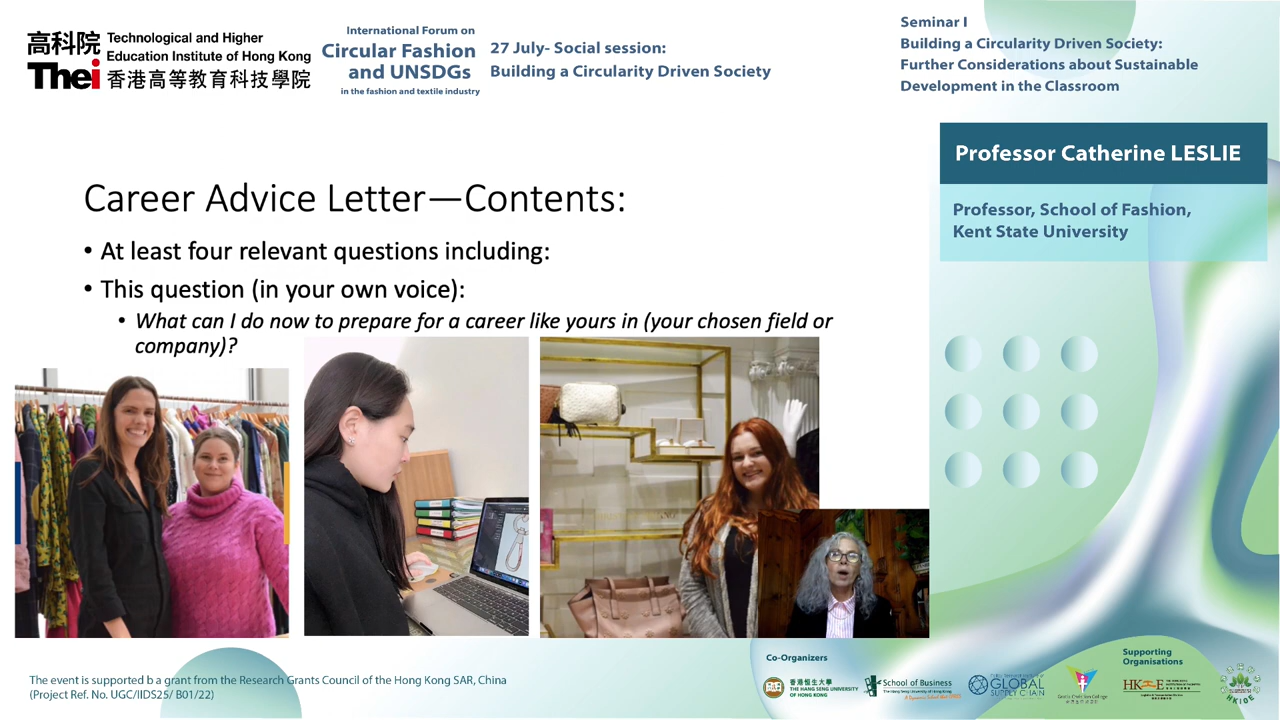 高科院
Technological and Higher
Education Institute of Hong Kong
Thei
香港高等教育科技學院
International Forum on
Circular Fashion
and UNSDGs
in the fashion and textile industry
27 July- Social session:
Building a Circularity Driven Society
Seminar I
Building a Circularity Driven Society:
Further Considerations about Sustainable
Development in the Classroom
Professor Catherine LESLIE
Professor, School of Fashion,
Kent State University
Career Advice Letter—Contents:
• At least four relevant questions including:
• This question (in your own voice):
• What can I do now to prepare for a career like yours in (your chosen field or
company)?
The event is supported b a grant from the Research Grants Council of the Hong Kong SAR, China
(Project Ref. No. UGC/IIDS25/ B01/22)
Co-Organizers
香港恒生大學
THE HANG SENG UNIVERSITY
OF HONG KONG
School of Business
The Hang Seng University of Hong Kong
GLOBAL
SUPPLY CHAIN
Supporting
Organisations